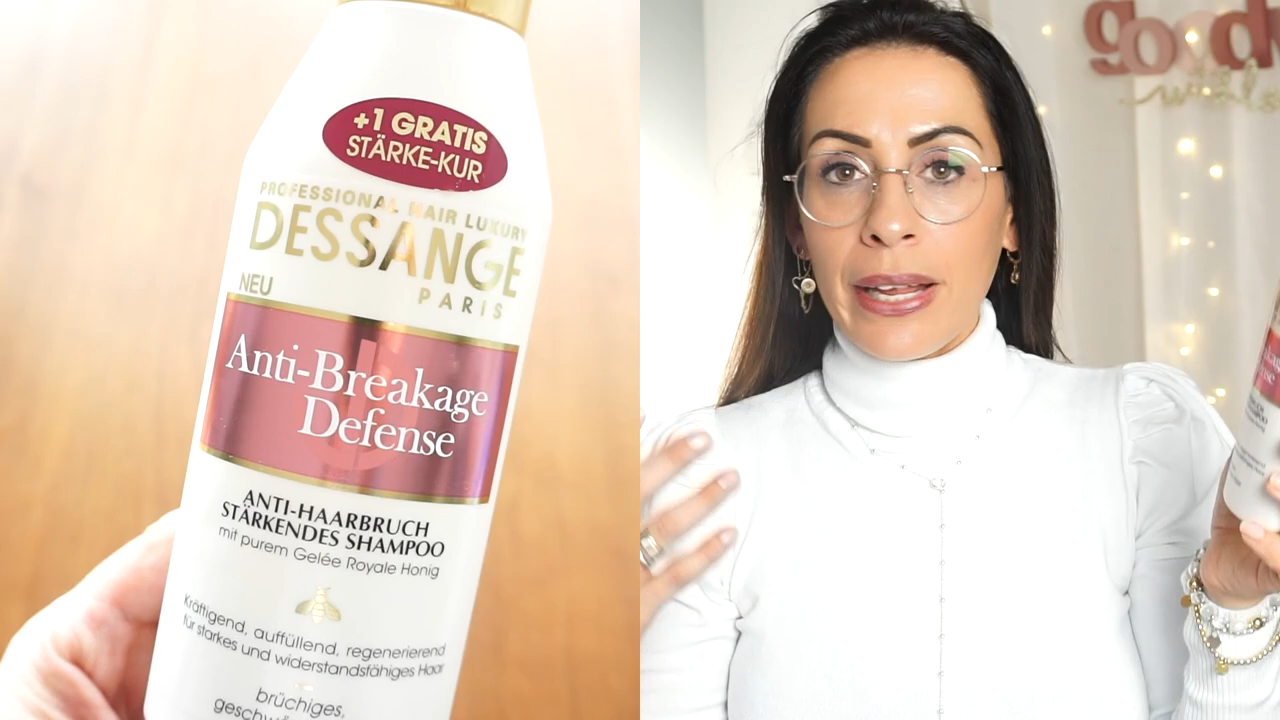 +1 GRATIS
STÄRKE-KUR
PROFESSIONAL HAIR LUXURY
DESSANGE
PARIS
NEU
Anti-Breakage
Defense
ANTI-HAARBRUCH
STÄRKENDES SHAMPOO
mit purem Gelée Royale Honig
Kräftigend, auffüllend, regenerierend
für starkes und widerstandsfähiges Haar
brüchiges,
good